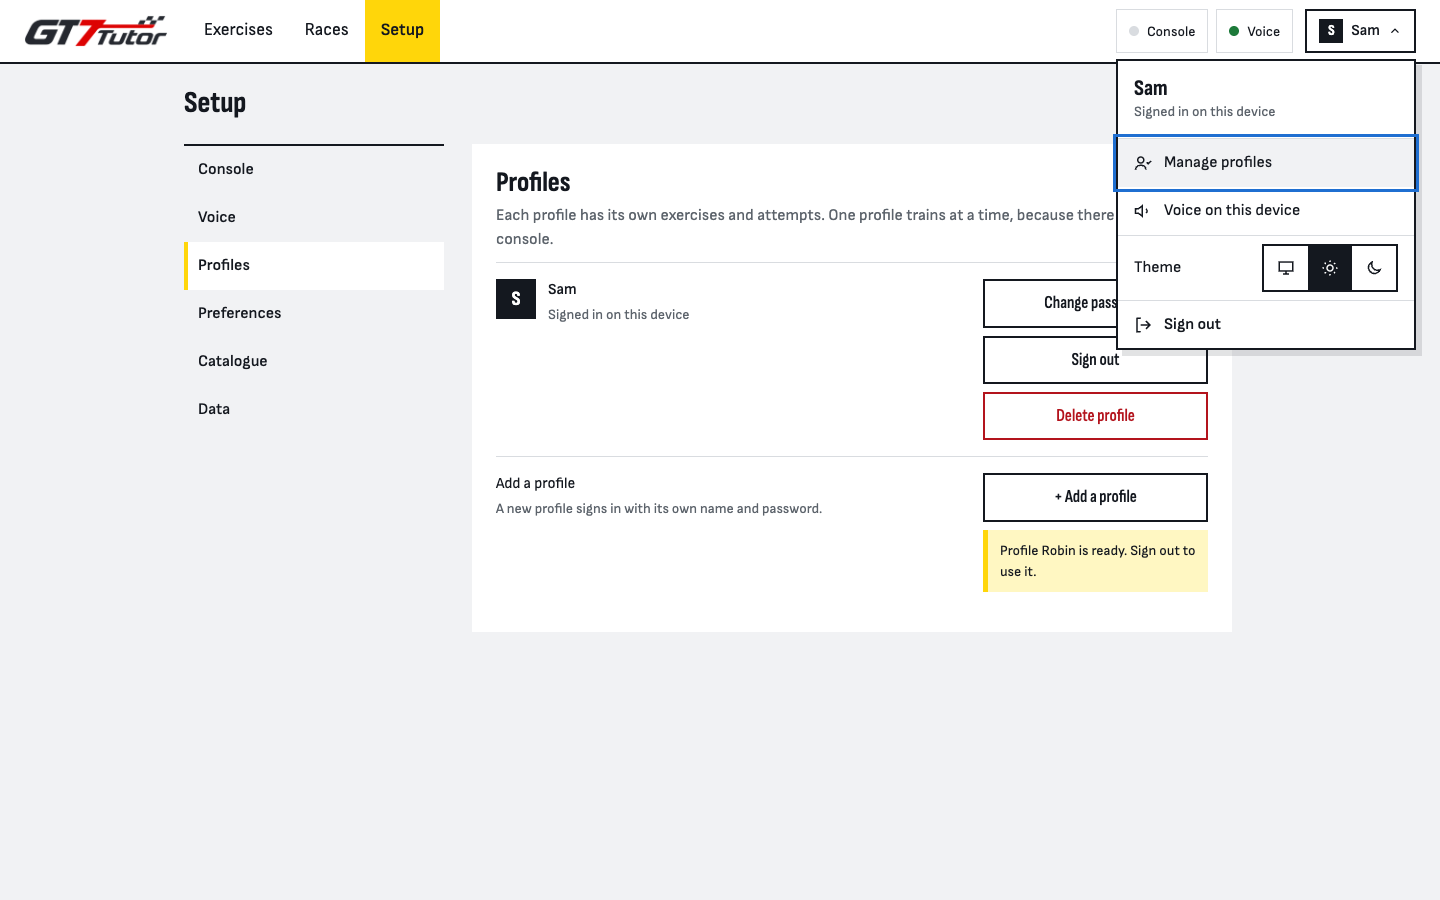 GT7Tutor
Exercises
Races
Setup
Console
Voice
S
Sam
Sam
Signed in on this device
Manage profiles
Voice on this device
Theme
Sign out
Setup
Console
Voice
Profiles
Preferences
Catalogue
Data
Profiles
Each profile has its own exercises and attempts. One profile trains at a time, because there
console.
S
Sam
Signed in on this device
Change pass
Sign out
Delete profile
Add a profile
A new profile signs in with its own name and password.
+ Add a profile
Profile Robin is ready. Sign out to
use it.